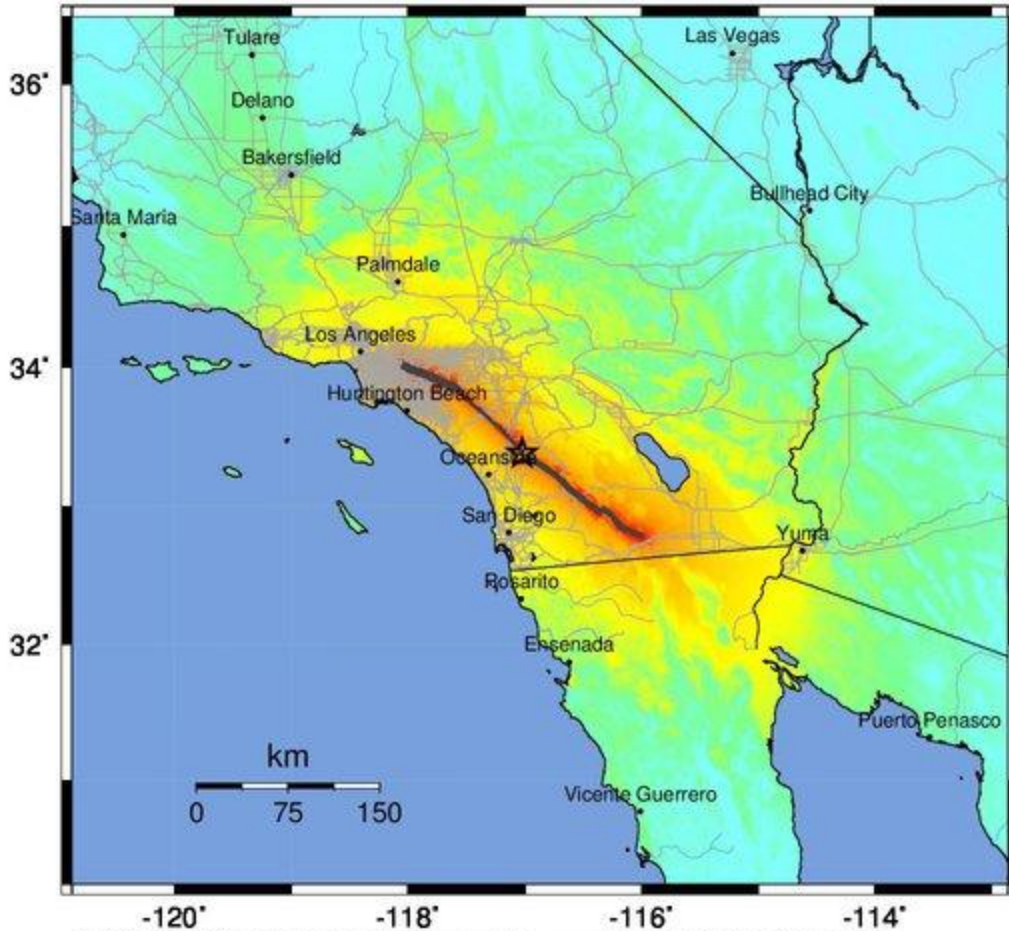 Tulare
Las Vegas
36°
Delano
Bakersfield
Bullhead City
Santa Maria
Palmdale
Los Angeles
34°
Huntington Beach
Oceanside
San Diego
Yuma
Rosarito
32°
Ensenada
Puerto Penasco
km
Vicente Guerrero
0 75 150
-120° -118° -116° -114°